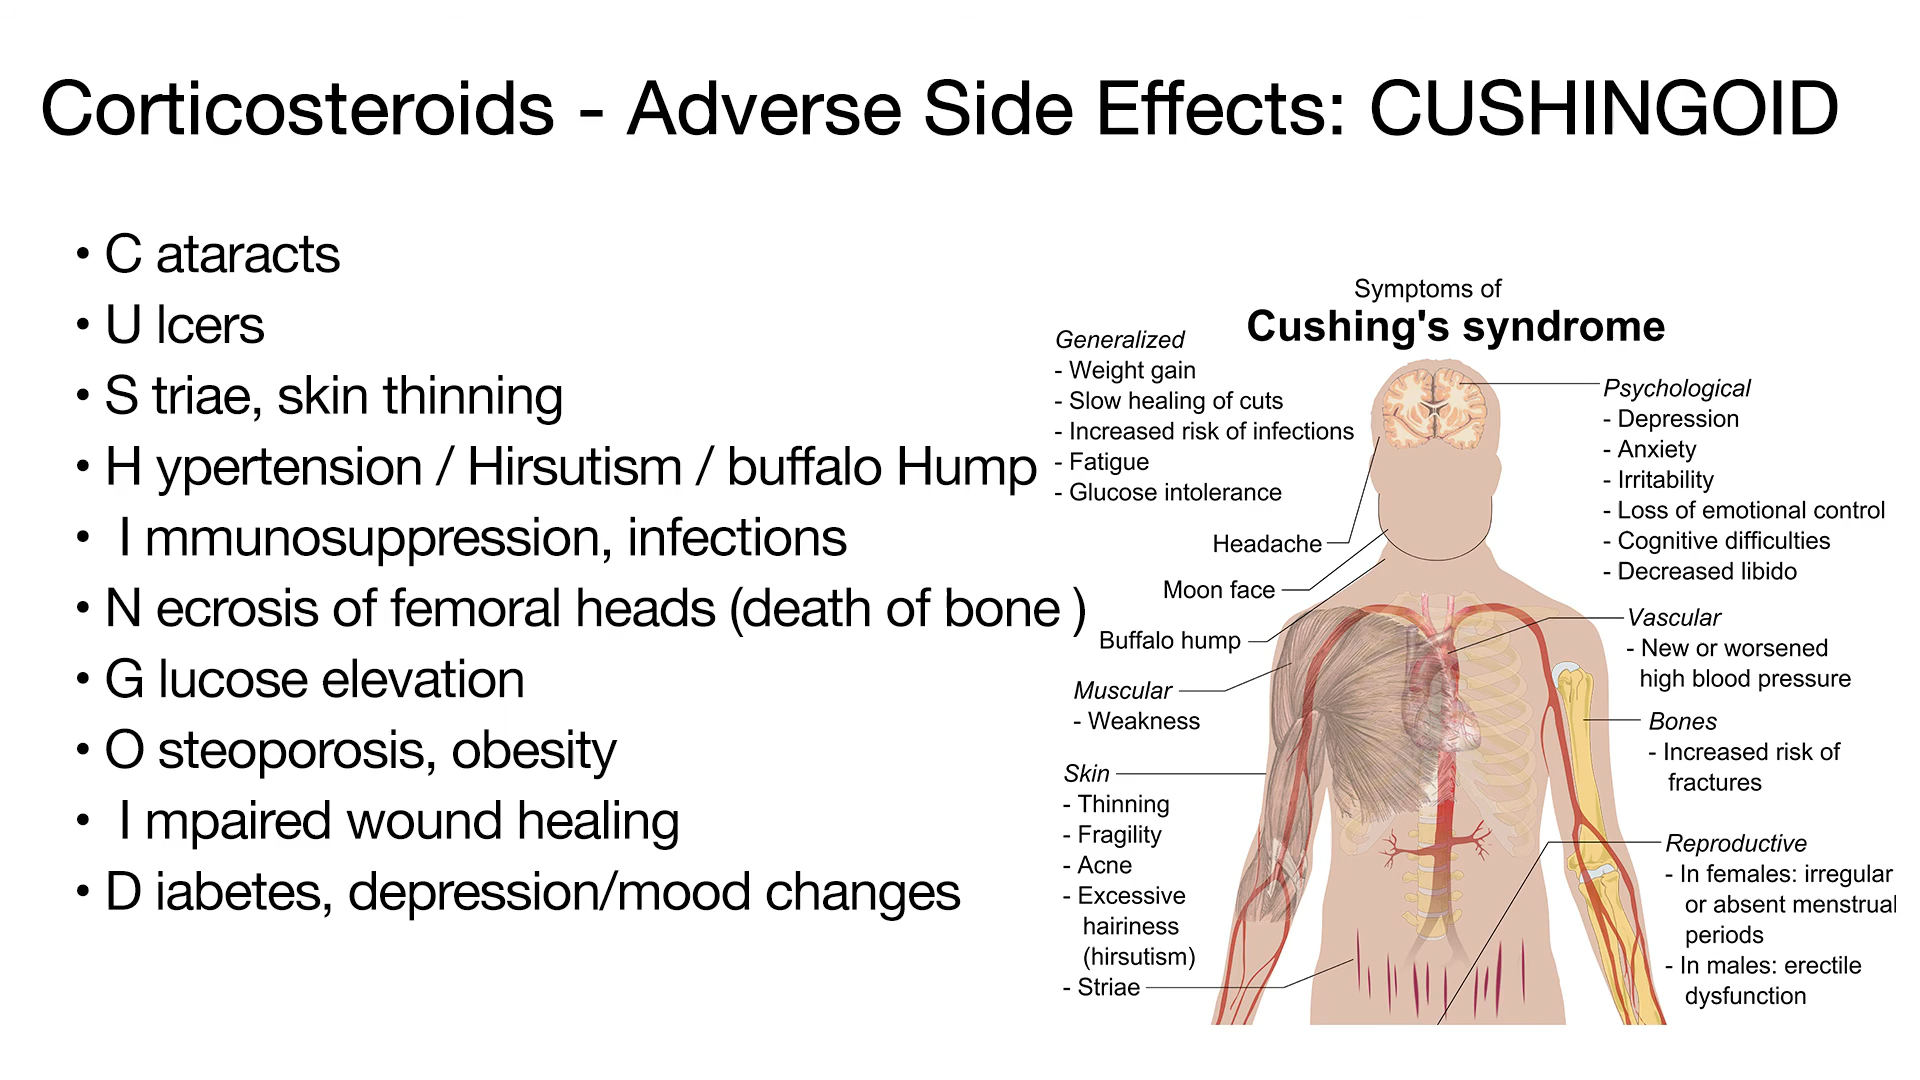 Corticosteroids - Adverse Side Effects: CUSHINGOID
• C ataracts
• U lcers
• S triae, skin thinning
• H ypertension / Hirsutism / buffalo Hump
• I mmunosuppression, infections
• N ecrosis of femoral heads (death of bone )
• G lucose elevation
• O steoporosis, obesity
• I mpaired wound healing
• D iabetes, depression/mood changes
Symptoms of
Cushing's syndrome
Generalized
- Weight gain
- Slow healing of cuts
- Increased risk of infections
- Fatigue
- Glucose intolerance
Headache
Moon face
Buffalo hump
Muscular
- Weakness
Skin
- Thinning
- Fragility
- Acne
- Excessive
hairiness
(hirsutism)
- Striae
Psychological
- Depression
- Anxiety
- Irritability
- Loss of emotional control
- Cognitive difficulties
- Decreased libido
Vascular
- New or worsened
high blood pressure
Bones
- Increased risk of
fractures
Reproductive
- In females: irregular
or absent menstrual
periods
- In males: erectile
dysfunction